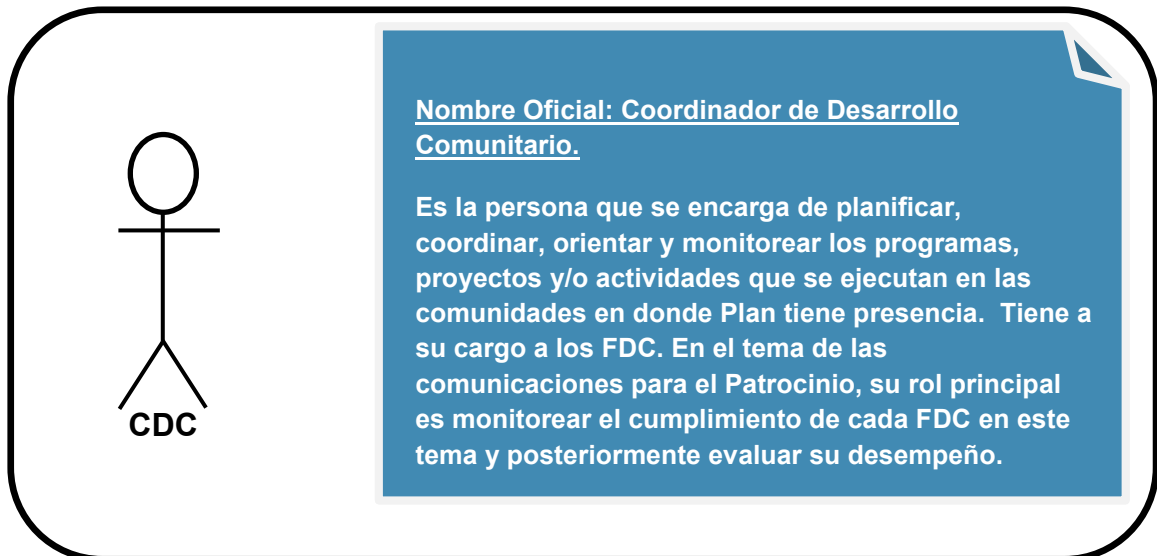 Nombre Oficial: Coordinador de Desarrollo
Comunitario.
Es la persona que se encarga de planificar,
coordinar, orientar y monitorear los programas,
proyectos y/o actividades que se ejecutan en las
comunidades en donde Plan tiene presencia.  Tiene a
su cargo a los FDC. En el tema de las
comunicaciones para el Patrocinio, su rol principal
es monitorear el cumplimiento de cada FDC en este
tema y posteriormente evaluar su desempeño.
CDC